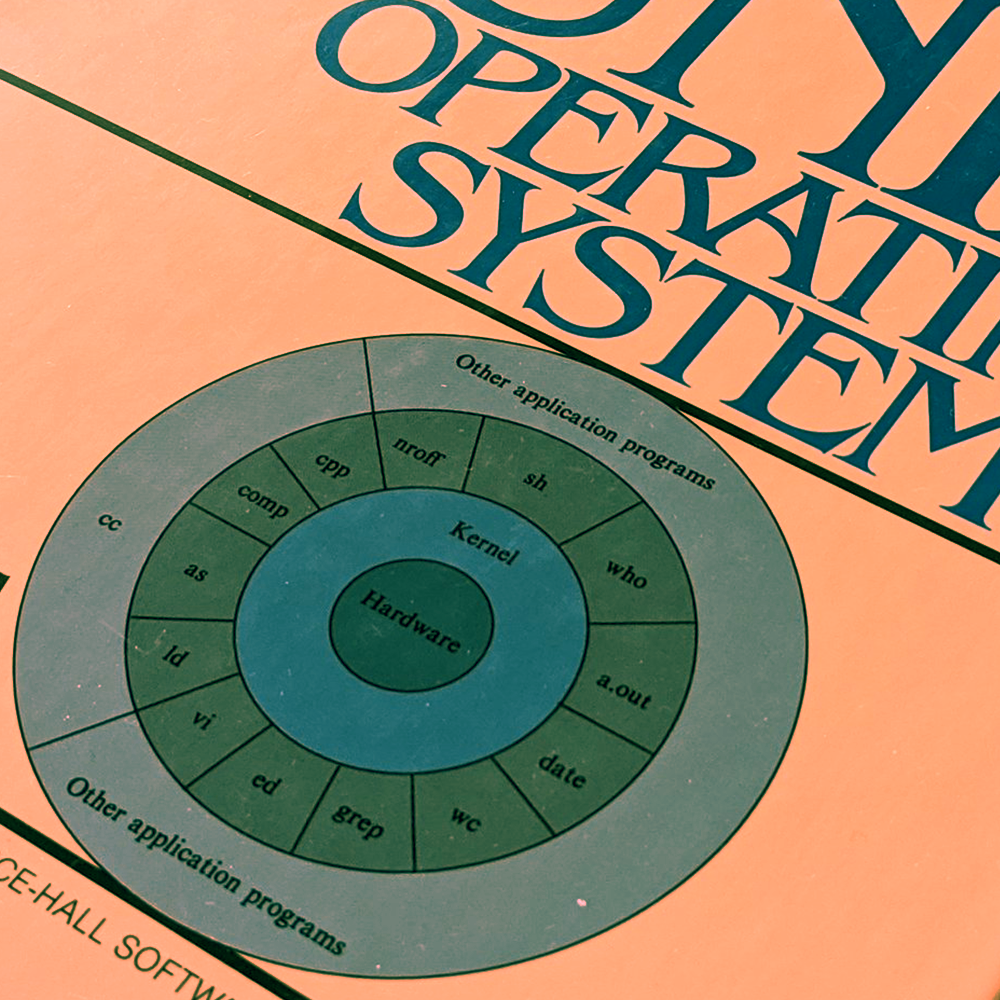 OPERATI
SYSTEM
Other application programs
nroff
sh
cpp
comp
Kernel
cc
who
as
Hardware
ld
a.out
vi
date
ed
grep
wc
Other application programs
CE-HALL SOFTW